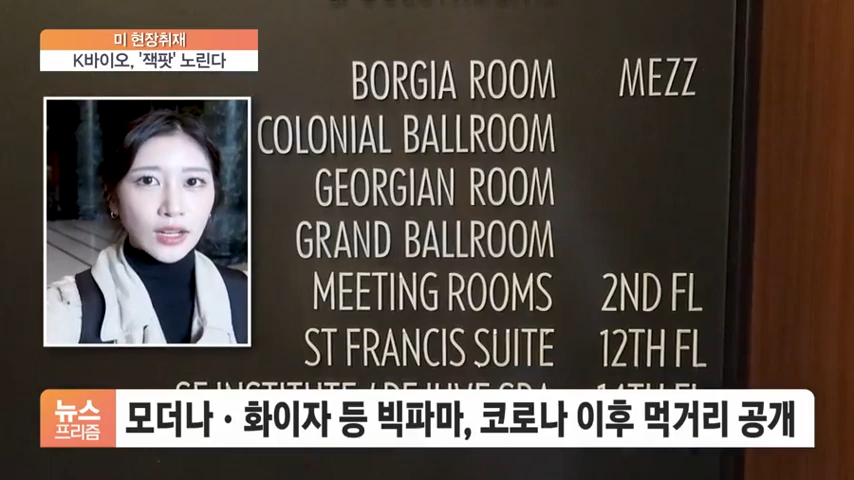 미 현장취재
K바이오, '잭팟' 노린다
BORGIA ROOM MEZZ
COLONIAL BALLROOM
GEORGIAN ROOM
GRAND BALLROOM
MEETING ROOMS 2ND FL
ST FRANCIS SUITE 12TH FL
뉴스
프리즘
모더나·화이자 등 빅파마, 코로나 이후 먹거리 공개